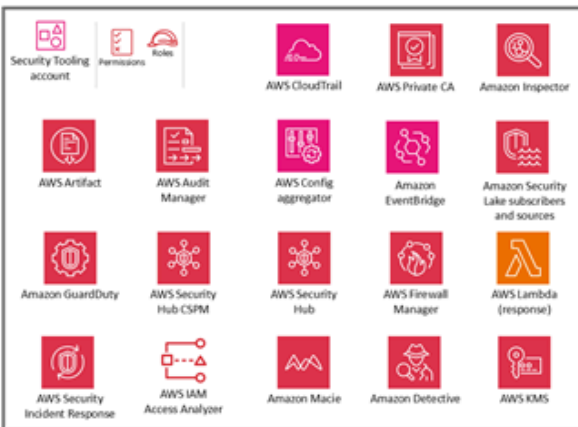 Security Tooling
account
Permissions
Roles
AWS CloudTrail
AWS Private CA
Amazon Inspector
AWS Artifact
AWS Audit
Manager
AWS Config
aggregator
Amazon
EventBridge
Amazon Security
Lake subscribers
and sources
Amazon GuardDuty
AWS Security
Hub CSPM
AWS Security
Hub
AWS Firewall
Manager
AWS Lambda
(response)
AWS Security
Incident Response
AWS IAM
Access Analyzer
Amazon Macie
Amazon Detective
AWS KMS